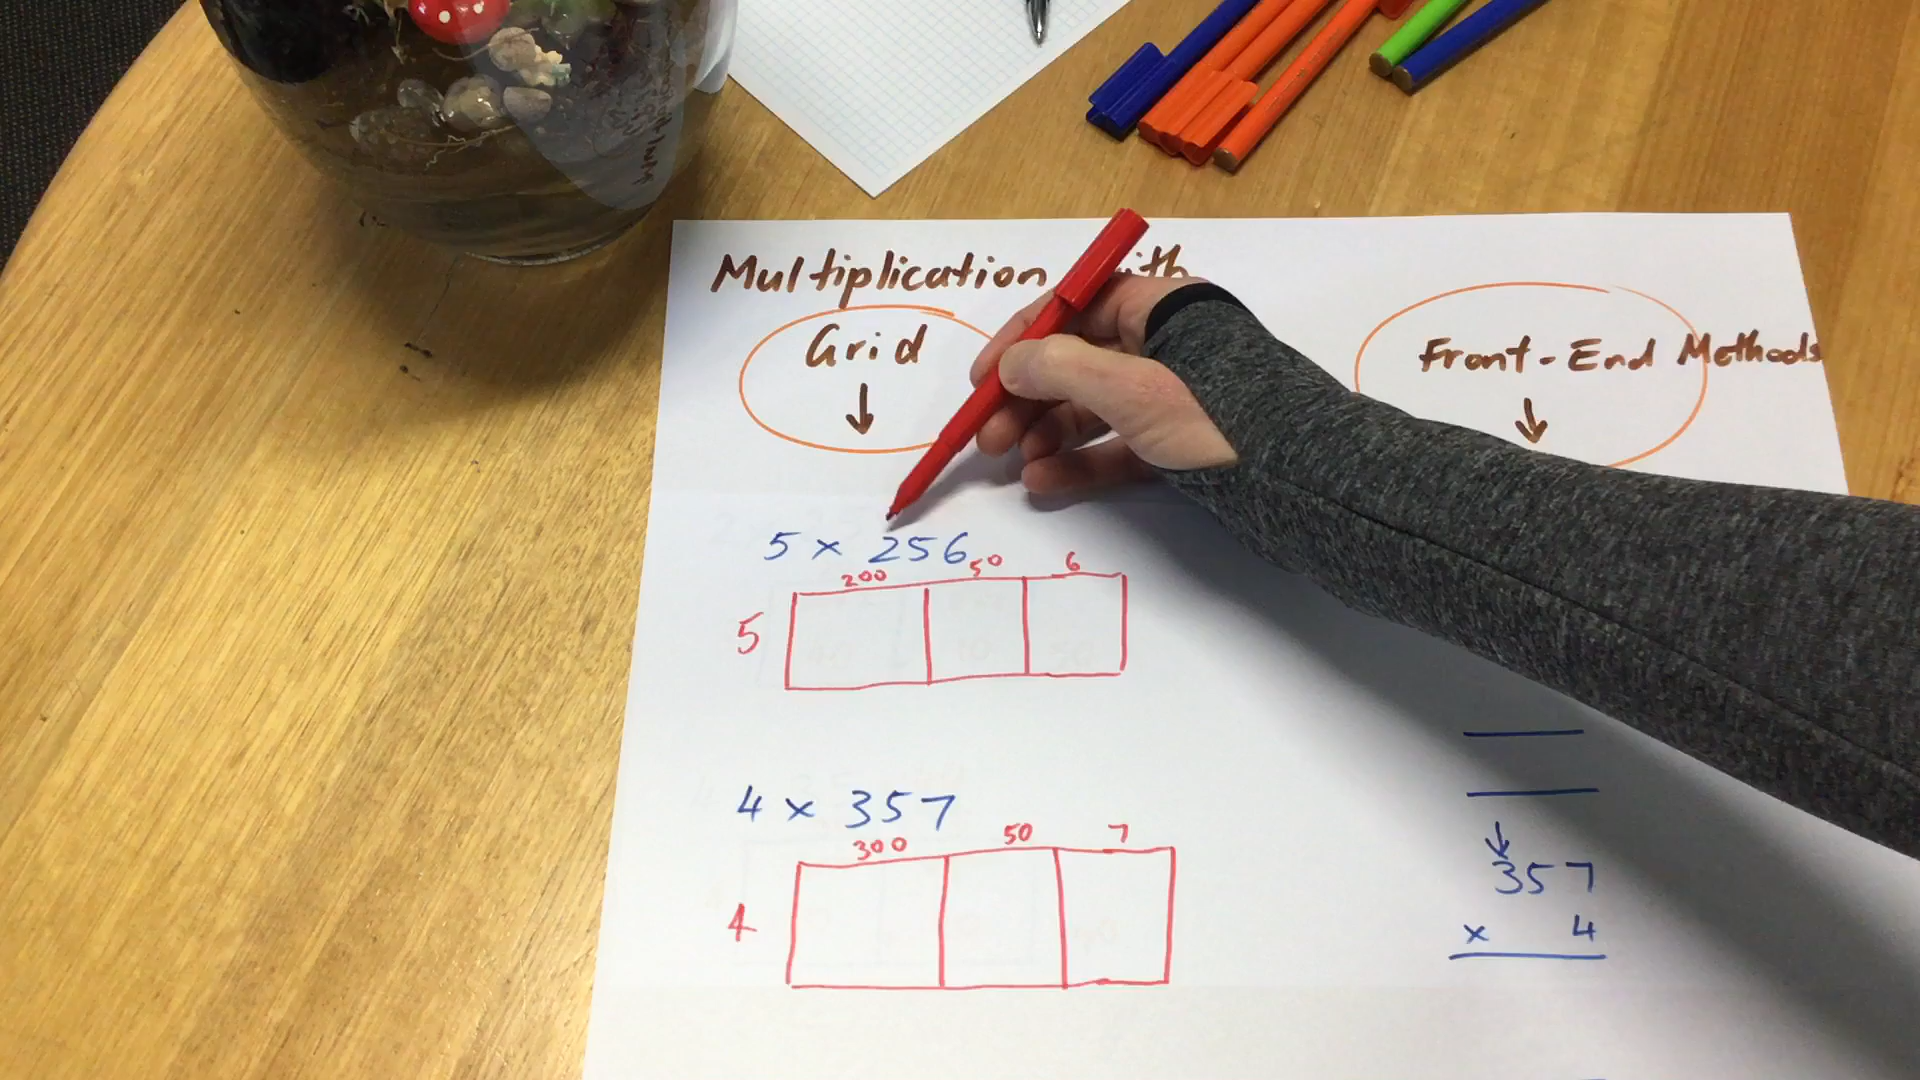 Multiplication with
Grid
↓
Front-End Methods
↓
5 x 256
200 50 6
5
4 x 357
300 50 7
4
↓
357
x 4